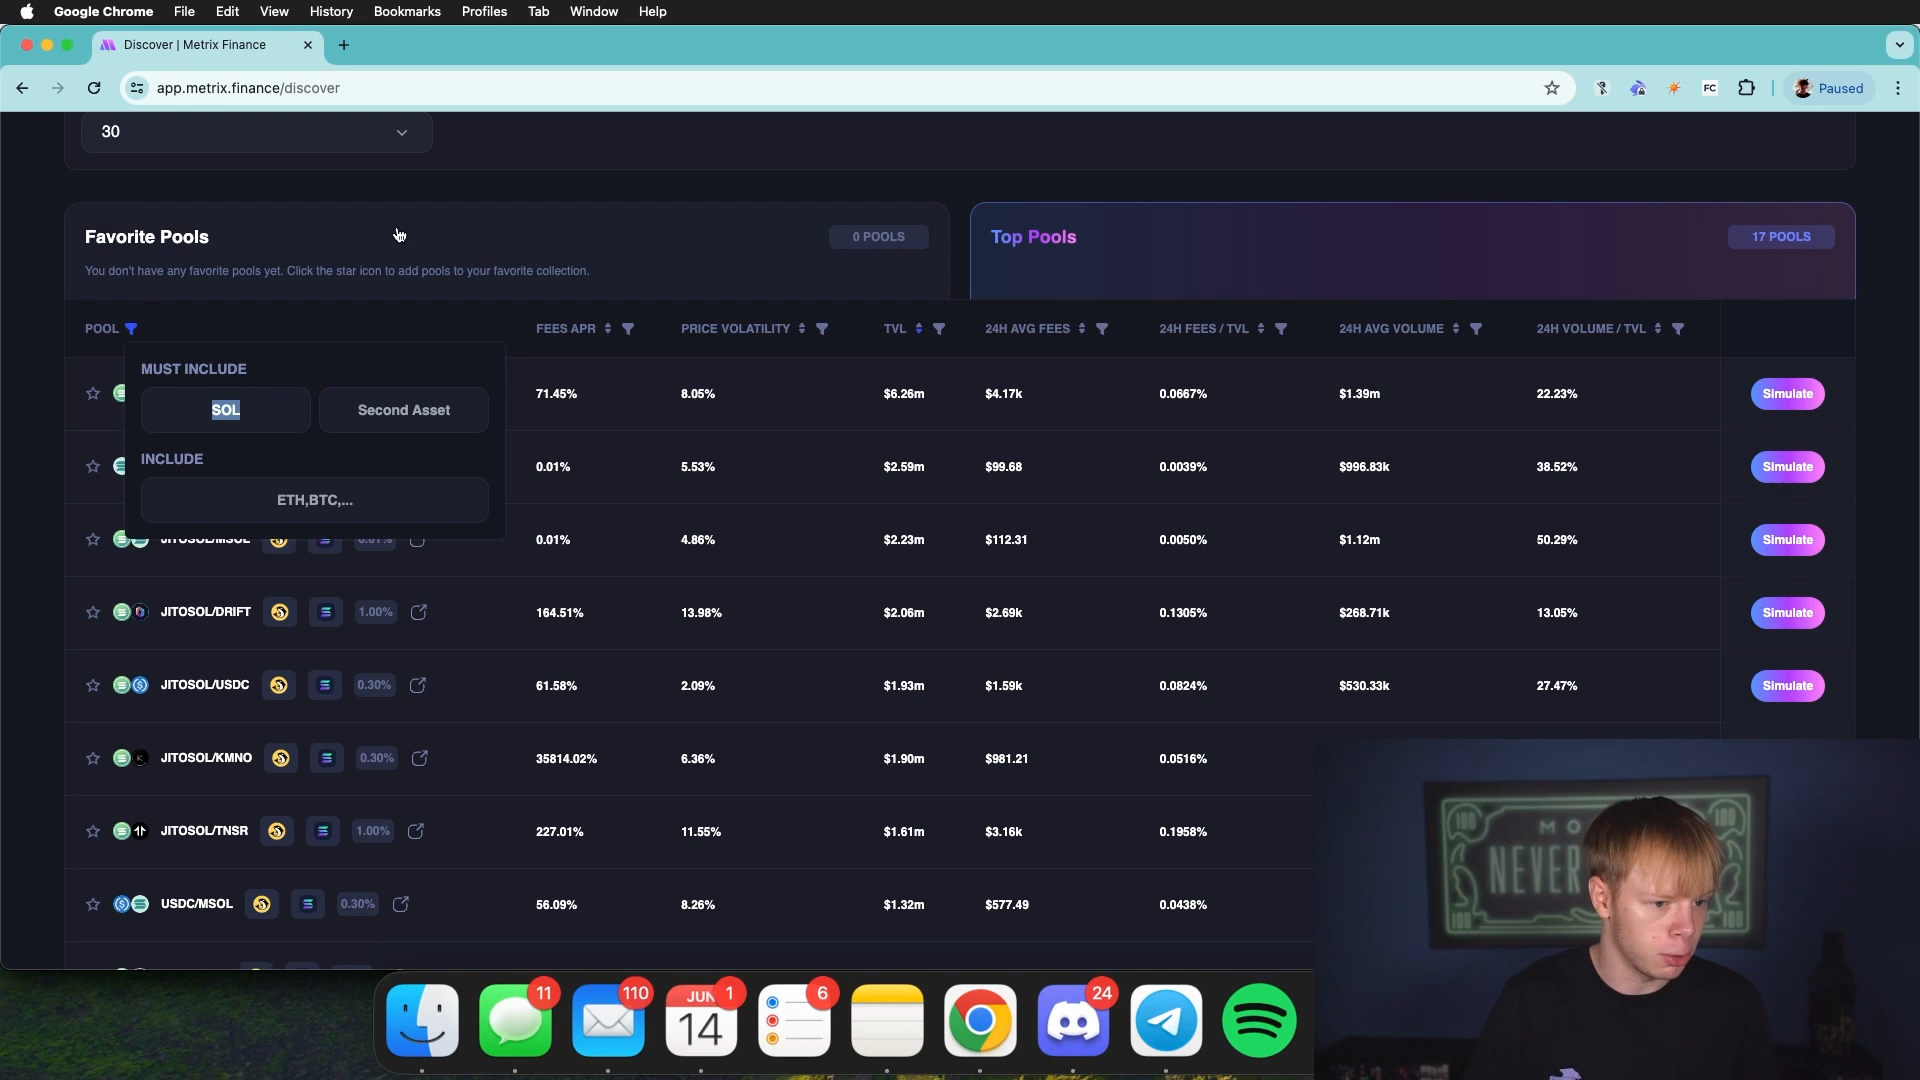 Google Chrome File Edit View History Bookmarks Profiles Tab Window Help
Discover | Metrix Finance
app.metrix.finance/discover
FC
Paused
30
Favorite Pools
0 POOLS
Top Pools
17 POOLS
You don't have any favorite pools yet. Click the star icon to add pools to your favorite collection.
POOL FEES APR PRICE VOLATILITY TVL 24H AVG FEES 24H FEES / TVL 24H AVG VOLUME 24H VOLUME / TVL
MUST INCLUDE
SOL Second Asset
INCLUDE
ETH,BTC,...
71.45% 8.05% $6.26m $4.17k 0.0667% $1.39m 22.23% Simulate
0.01% 5.53% $2.59m $99.68 0.0039% $996.83k 38.52% Simulate
JITOSOL/MSOL 0.01% 0.01% 4.86% $2.23m $112.31 0.0050% $1.12m 50.29% Simulate
JITOSOL/DRIFT 1.00% 164.51% 13.98% $2.06m $2.69k 0.1305% $268.71k 13.05% Simulate
JITOSOL/USDC 0.30% 61.58% 2.09% $1.93m $1.59k 0.0824% $530.33k 27.47% Simulate
JITOSOL/KMNO 0.30% 35814.02% 6.36% $1.90m $981.21 0.0516%
JITOSOL/TNSR 1.00% 227.01% 11.55% $1.61m $3.16k 0.1958%
USDC/MSOL 0.30% 56.09% 8.26% $1.32m $577.49 0.0438%
100 MO 100
NEVER
100 100
11 110 JUN 1 6 24
14